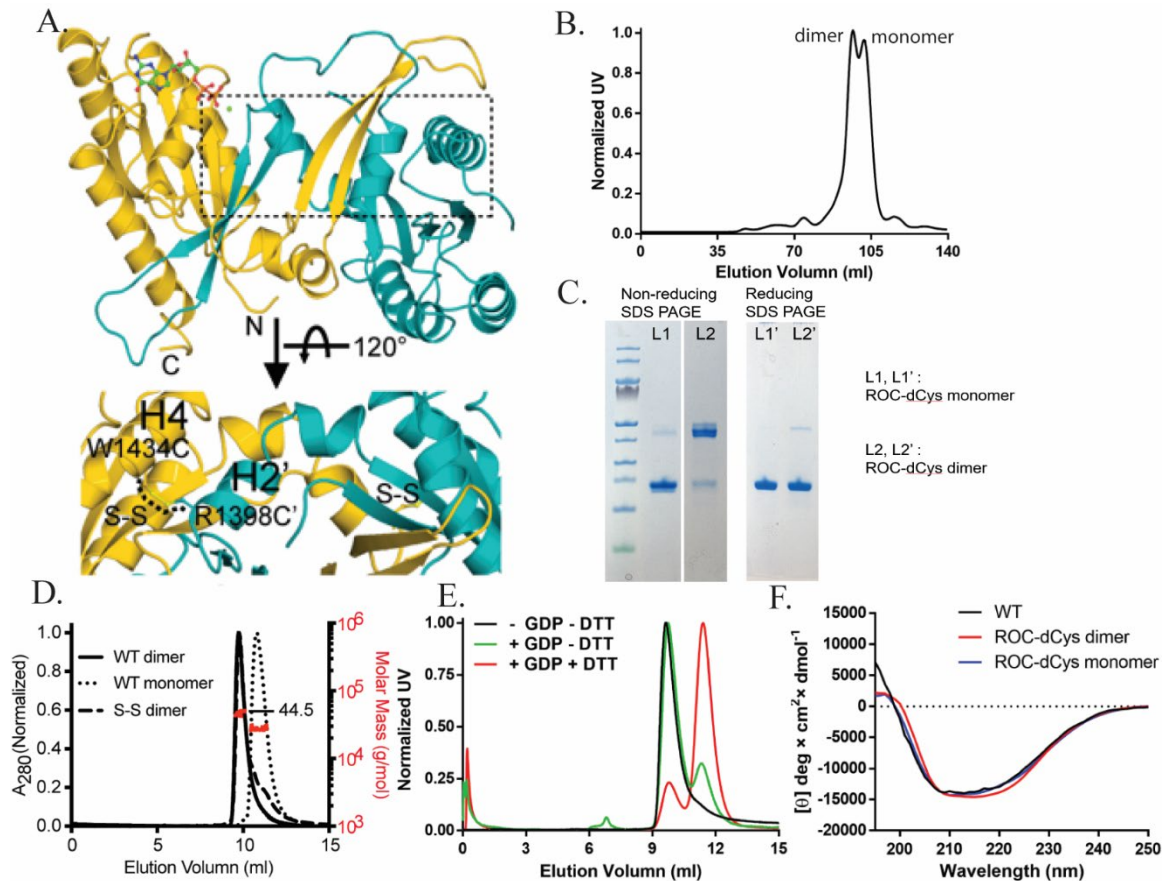 A.
N
C
120°
H4
W1434C
H2'
S-S
S-S
R1398C'
B.
dimer
monomer
Normalized UV
1.0
0.8
0.6
0.4
0.2
0.0
0 35 70 105 140
Elution Volumn (ml)
C.
Non-reducing
SDS PAGE
Reducing
SDS PAGE
L1 L2
L1' L2'
L1, L1' :
ROC-dCys monomer
L2, L2' :
ROC-dCys dimer
D.
A280 (Normalized)
1.0
0.8
0.6
0.4
0.2
0.0
WT dimer
WT monomer
S-S dimer
44.5
10^6
10^5
10^4
10^3
Molar Mass (g/mol)
0 5 10 15
Elution Volumn (ml)
E.
Normalized UV
1.00
0.75
0.50
0.25
0.00
- GDP - DTT
+ GDP - DTT
+ GDP + DTT
0 3 6 9 12 15
Elution Volumn (ml)
F.
[θ] deg × cm² × dmol⁻¹
15000
10000
5000
0
-5000
-10000
-15000
-20000
WT
ROC-dCys dimer
ROC-dCys monomer
200 210 220 230 240 250
Wavelength (nm)